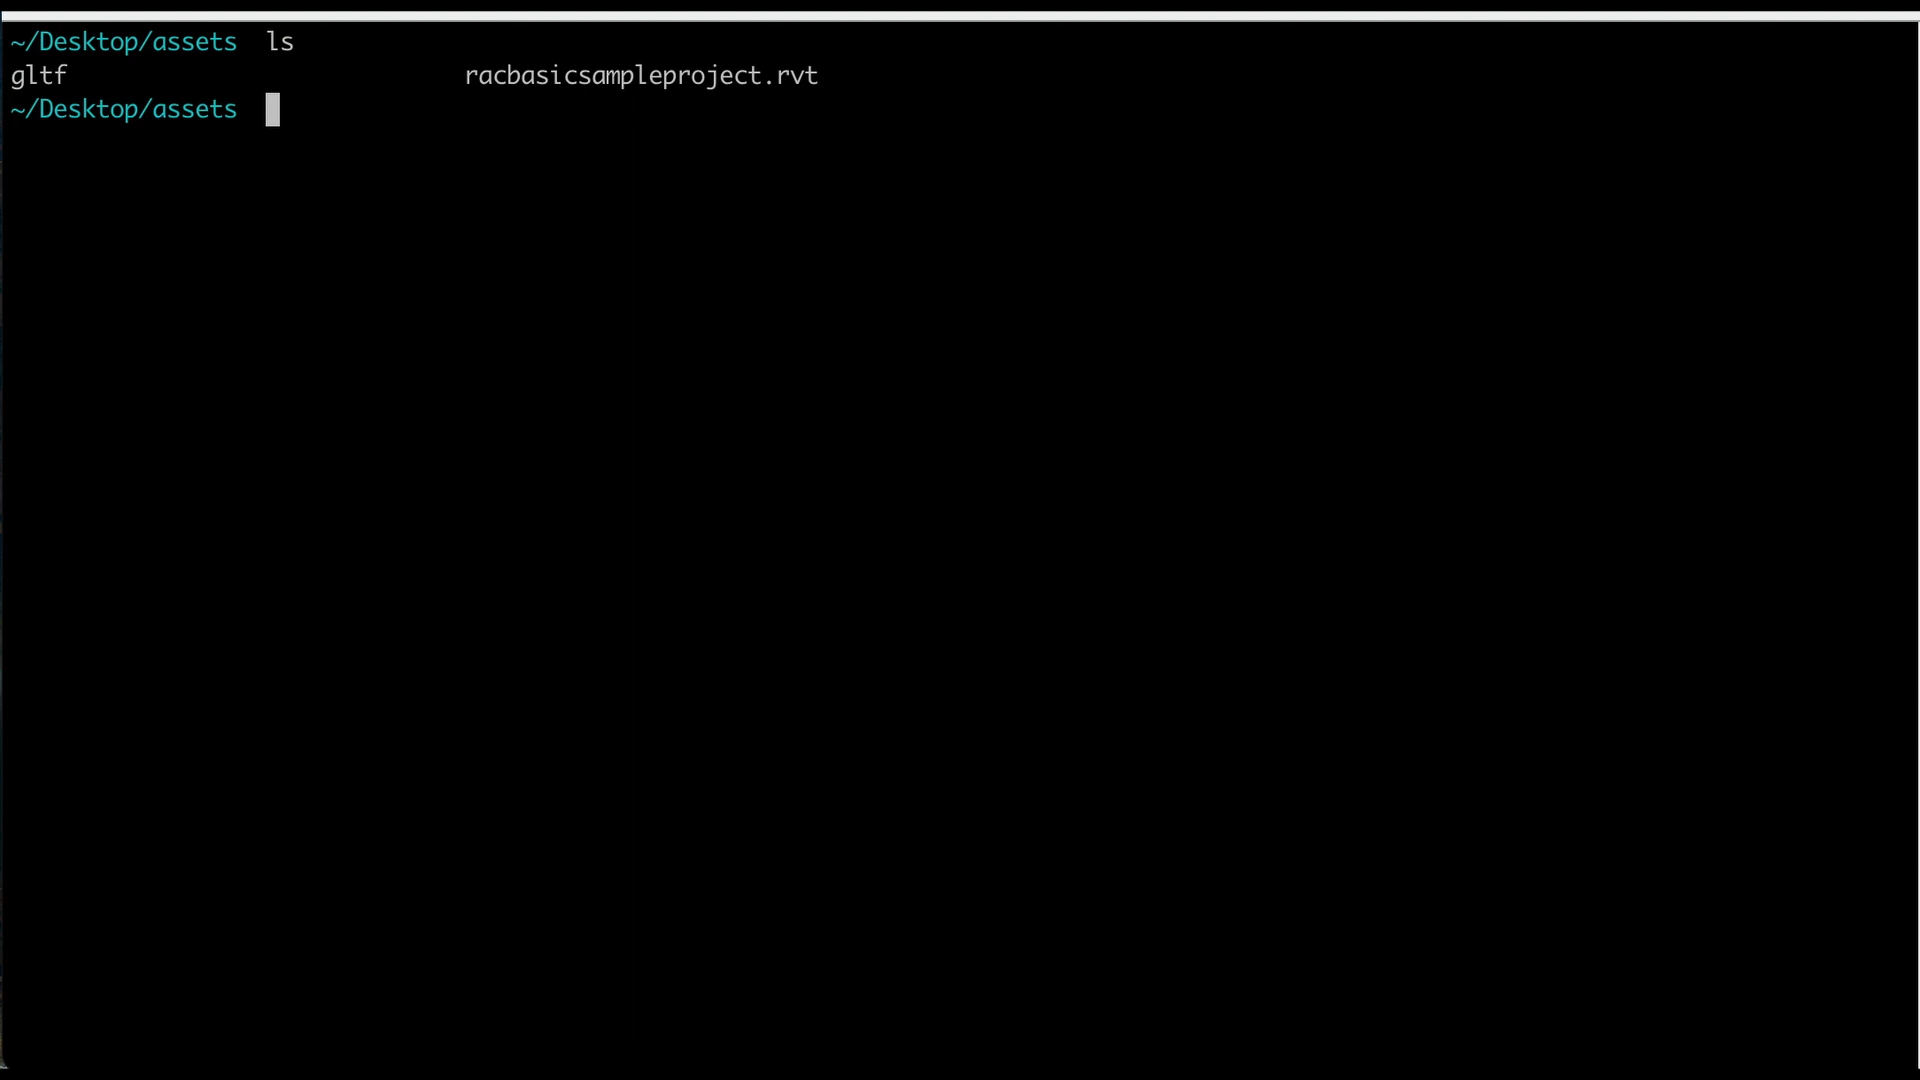 ~/Desktop/assets  ls
gltf                            racbasicsampleproject.rvt
~/Desktop/assets